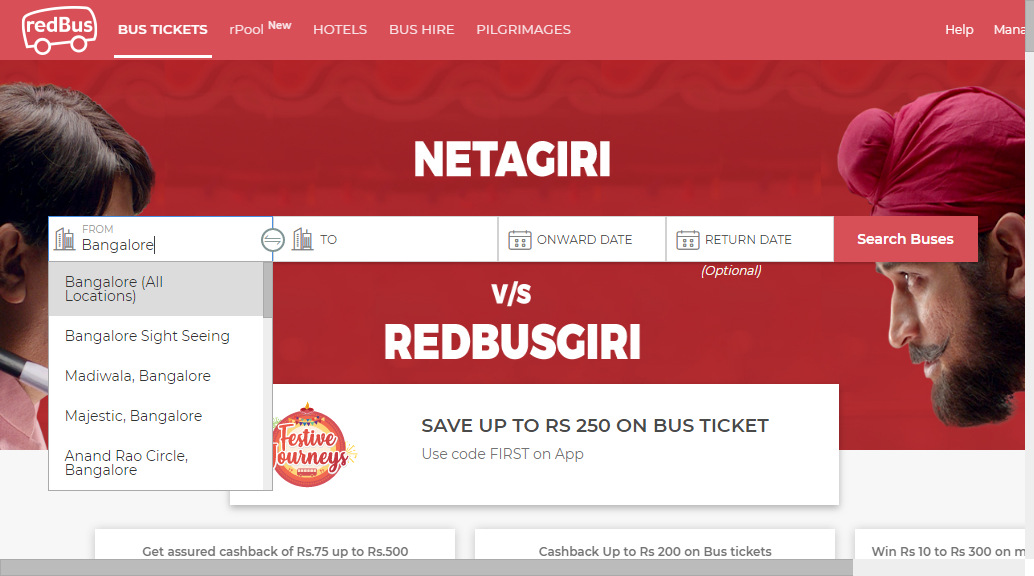 redBus
BUS TICKETS
rPool New
HOTELS
BUS HIRE
PILGRIMAGES
Help
Mana
NETAGIRI
FROM
Bangalore
TO
ONWARD DATE
RETURN DATE
Search Buses
(Optional)
Bangalore (All
Locations)
Bangalore Sight Seeing
Madiwala, Bangalore
Majestic, Bangalore
Anand Rao Circle,
Bangalore
V/S
REDBUSGIRI
Festive
Journeys
SAVE UP TO RS 250 ON BUS TICKET
Use code FIRST on App
Get assured cashback of Rs.75 up to Rs.500
Cashback Up to Rs 200 on Bus tickets
Win Rs 10 to Rs 300 on m